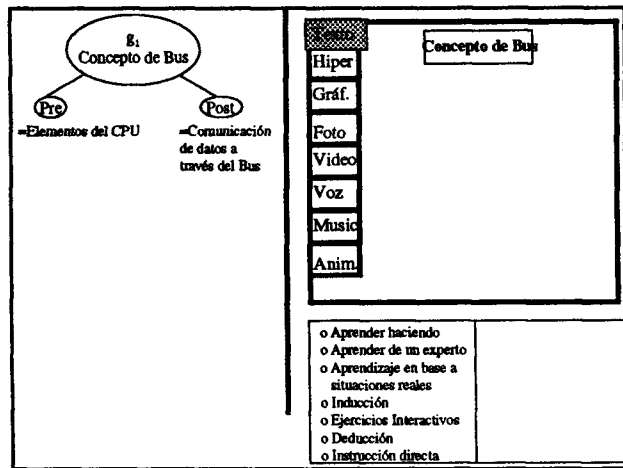 g₁
Concepto de Bus
Pre
Post
=Elementos del CPU
=Comunicación
de datos a
través del Bus
Texto
Concepto de Bus
Hiper
Gráf.
Foto
Video
Voz
Music
Anim.
o Aprender haciendo
o Aprender de un experto
o Aprendizaje en base a
situaciones reales
o Inducción
o Ejercicios Interactivos
o Deducción
o Instrucción directa